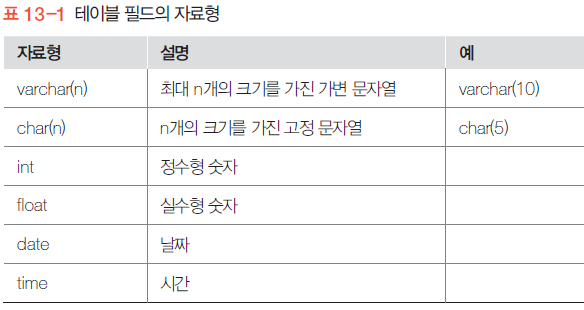 표 13-1 테이블 필드의 자료형
자료형 설명 예
varchar(n) 최대 n개의 크기를 가진 가변 문자열 varchar(10)
char(n) n개의 크기를 가진 고정 문자열 char(5)
int 정수형 숫자
float 실수형 숫자
date 날짜
time 시간